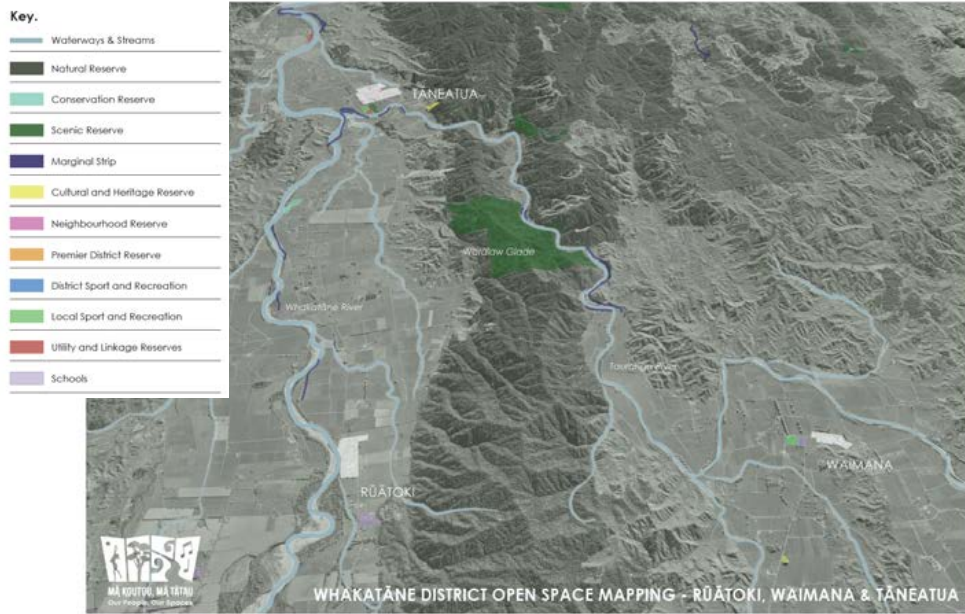 Key.
Waterways & Streams
Natural Reserve
Conservation Reserve
Scenic Reserve
Marginal Strip
Cultural and Heritage Reserve
Neighbourhood Reserve
Premier District Reserve
District Sport and Recreation
Local Sport and Recreation
Utility and Linkage Reserves
Schools
TĀNEATUA
Wardlaw Glade
Whakatāne River
Tauranga River
WAIMANA
RŪĀTOKI
MĀ KOUTOU, MĀ TĀTAU
Our People. Our Spaces.
WHAKATĀNE DISTRICT OPEN SPACE MAPPING - RŪĀTOKI, WAIMANA & TĀNEATUA